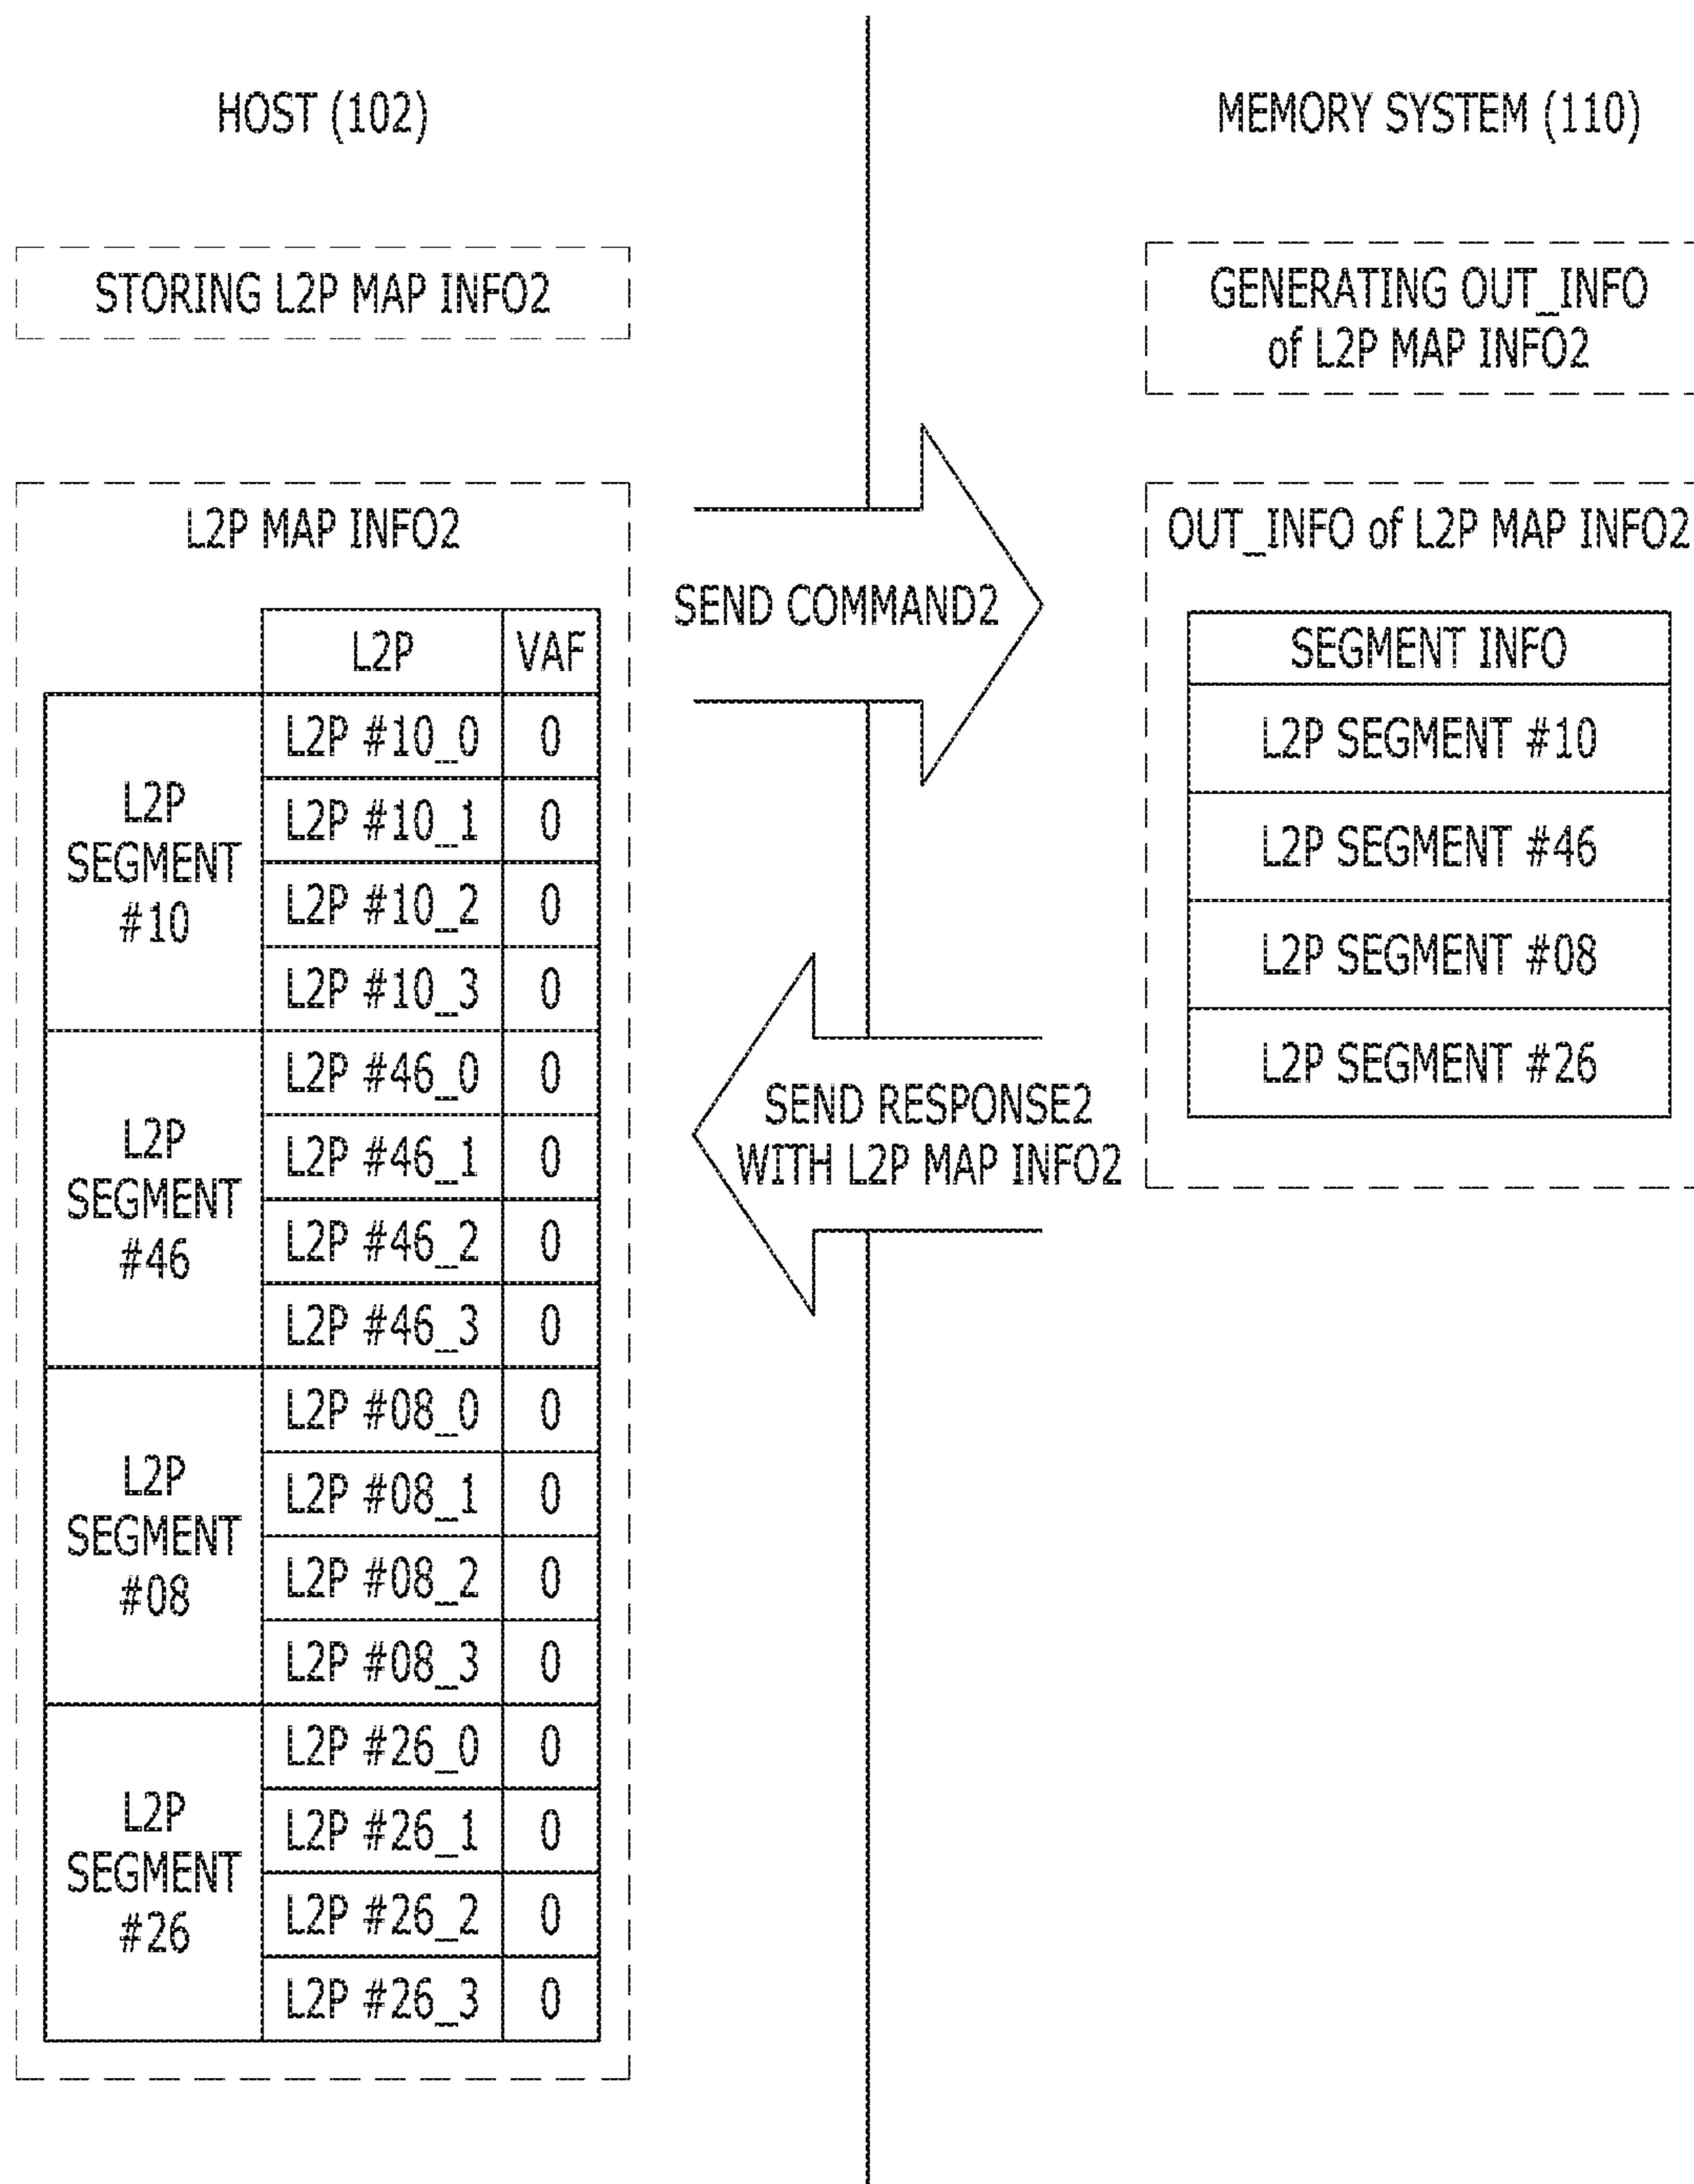 HOST (102)
MEMORY SYSTEM (110)
STORING L2P MAP INFO2
GENERATING OUT_INFO
of L2P MAP INFO2
L2P MAP INFO2
L2P VAF
L2P
SEGMENT
#10
L2P #10_0 0
L2P #10_1 0
L2P #10_2 0
L2P #10_3 0
L2P
SEGMENT
#46
L2P #46_0 0
L2P #46_1 0
L2P #46_2 0
L2P #46_3 0
L2P
SEGMENT
#08
L2P #08_0 0
L2P #08_1 0
L2P #08_2 0
L2P #08_3 0
L2P
SEGMENT
#26
L2P #26_0 0
L2P #26_1 0
L2P #26_2 0
L2P #26_3 0
SEND COMMAND2
SEND RESPONSE2
WITH L2P MAP INFO2
OUT_INFO of L2P MAP INFO2
SEGMENT INFO
L2P SEGMENT #10
L2P SEGMENT #46
L2P SEGMENT #08
L2P SEGMENT #26